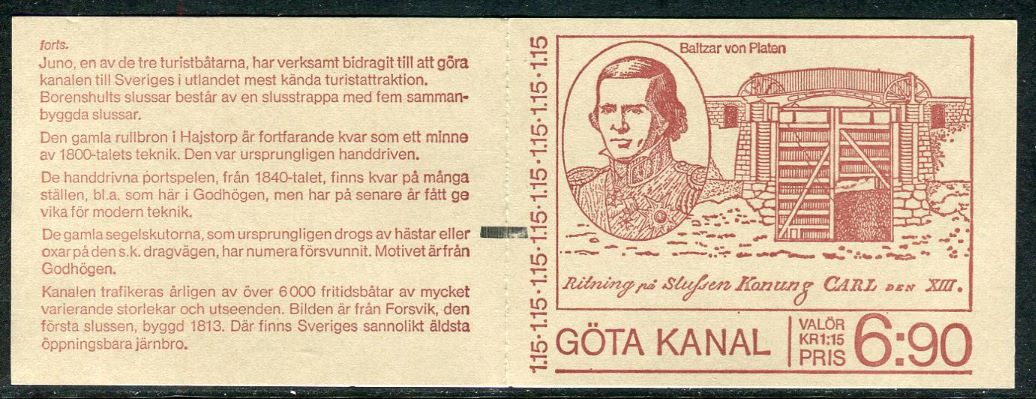 forts.
Juno, en av de tre turistbåtarna, har verksamt bidragit till att göra
kanalen till Sveriges i utlandet mest kända turistattraktion.
Borenshults slussar består av en slusstrappa med fem samman-
byggda slussar.
Den gamla rullbron i Hajstorp är fortfarande kvar som ett minne
av 1800-talets teknik. Den var ursprungligen handdriven.
De handdrivna portspelen, från 1840-talet, finns kvar på många
ställen, bl.a. som här i Godhögen, men har på senare år fått ge
vika för modern teknik.
De gamla segelskutorna, som ursprungligen drogs av hästar eller
oxar på den s.k. dragvägen, har numera försvunnit. Motivet är från
Godhögen.
Kanalen trafikeras årligen av över 6000 fritidsbåtar av mycket
varierande storlekar och utseenden. Bilden är från Forsvik, den
första slussen, byggd 1813. Där finns Sveriges sannolikt äldsta
öppningsbara järnbro.
1.15·1.15·1.15·1.15·1.15·1.15·1.15·1.15
Baltzar von Platen
Ritning på Slussen Konung CARL DEN XIII.
GÖTA KANAL
VALÖR
KR 1:15
PRIS
6:90